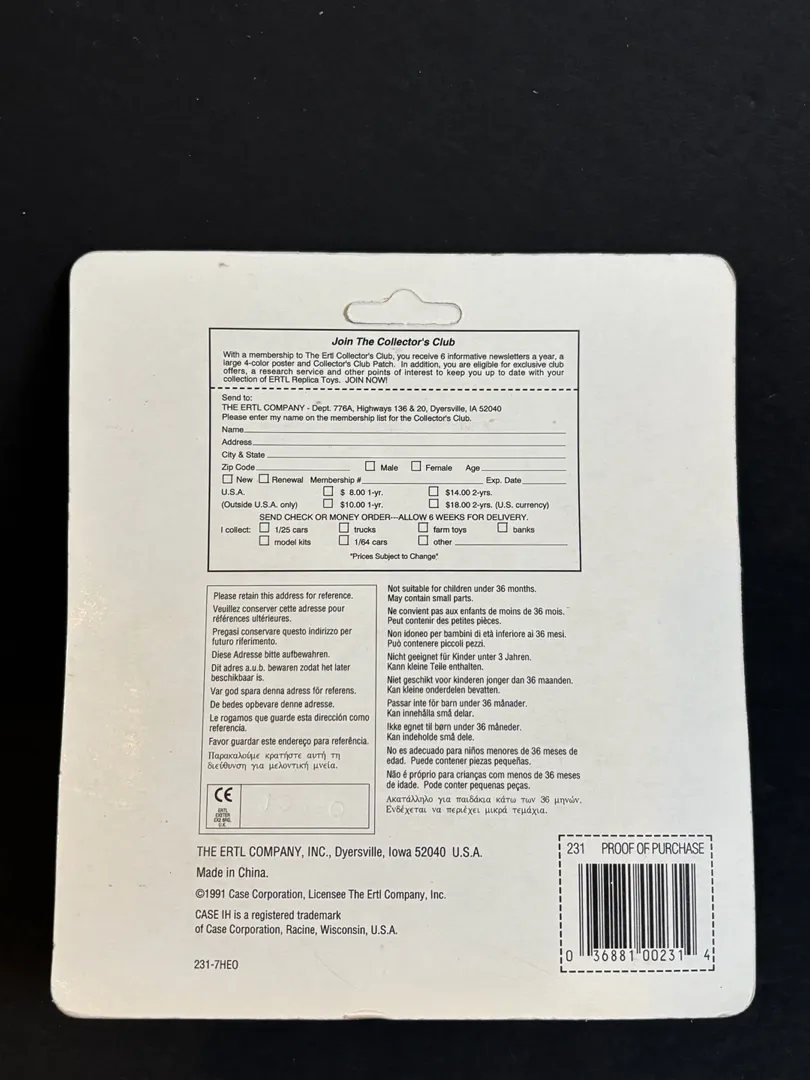 Join The Collector's Club
With a membership to The Ertl Collector's Club, you receive 6 informative newsletters a year, a
large 4-color poster and Collector's Club Patch. In addition, you are eligible for exclusive club
offers, a research service and other points of interest to keep you up to date with your
collection of ERTL Replica Toys. JOIN NOW!
Send to:
THE ERTL COMPANY - Dept. 776A, Highways 136 & 20, Dyersville, IA 52040
Please enter my name on the membership list for the Collector's Club.
Name
Address
City & State
Zip Code Male Female Age
New Renewal Membership # Exp. Date
U.S.A. $ 8.00 1-yr. $14.00 2-yrs.
(Outside U.S.A. only) $10.00 1-yr. $18.00 2-yrs. (U.S. currency)
SEND CHECK OR MONEY ORDER---ALLOW 6 WEEKS FOR DELIVERY.
I collect: 1/25 cars trucks farm toys banks
model kits 1/64 cars other
"Prices Subject to Change"
Please retain this address for reference.
Veuillez conserver cette adresse pour
références ultérieures.
Pregasi conservare questo indirizzo per
futuro riferimento.
Diese Adresse bitte aufbewahren.
Dit adres a.u.b. bewaren zodat het later
beschikbaar is.
Var god spara denna adress för referens.
De bedes opbevare denne adresse.
Le rogamos que guarde esta dirección como
referencia.
Favor guardar este endereço para referência.
Παρακαλούμε κρατήστε αυτή τη
διεύθυνση για μελοντική μνεία.
CE
ERTL
EXETER
EX2 8RG.
U.K.
Not suitable for children under 36 months.
May contain small parts.
Ne convient pas aux enfants de moins de 36 mois.
Peut contenir des petites pièces.
Non idoneo per bambini di età inferiore ai 36 mesi.
Può contenere piccoli pezzi.
Nicht geeignet für Kinder unter 3 Jahren.
Kann kleine Teile enthalten.
Niet geschikt voor kinderen jonger dan 36 maanden.
Kan kleine onderdelen bevatten.
Passar inte för barn under 36 månader.
Kan innehålla små delar.
Ikke egnet til børn under 36 måneder.
Kan indeholde små dele.
No es adecuado para niños menores de 36 meses de
edad. Puede contener piezas pequeñas.
Não é próprio para crianças com menos de 36 meses
de idade. Pode conter pequenas peças.
Ακατάλληλο για παιδάκια κάτω των 36 μηνών.
Ενδέχεται να περιέχει μικρά τεμάχια.
THE ERTL COMPANY, INC., Dyersville, Iowa 52040 U.S.A.
Made in China.
©1991 Case Corporation, Licensee The Ertl Company, Inc.
CASE IH is a registered trademark
of Case Corporation, Racine, Wisconsin, U.S.A.
231-7HEO
231 PROOF OF PURCHASE
0 36881 00231 4